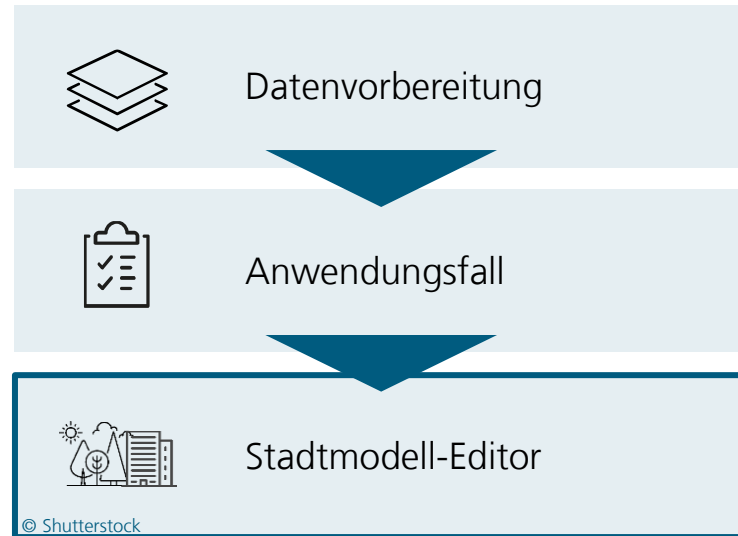 Datenvorbereitung
Anwendungsfall
Stadtmodell-Editor
© Shutterstock